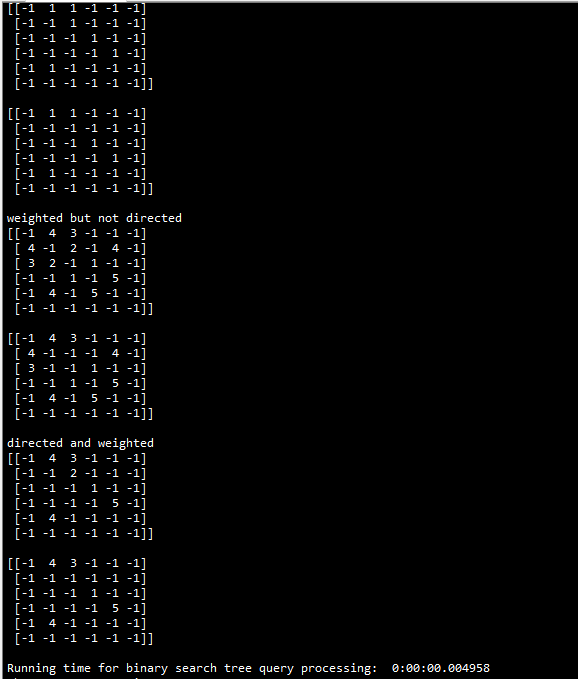 [[-1  1  1 -1 -1 -1]
 [-1 -1  1 -1 -1 -1]
 [-1 -1 -1  1 -1 -1]
 [-1 -1 -1 -1  1 -1]
 [-1  1 -1 -1 -1 -1]
 [-1 -1 -1 -1 -1 -1]]
[[-1  1  1 -1 -1 -1]
 [-1 -1 -1 -1 -1 -1]
 [-1 -1 -1  1 -1 -1]
 [-1 -1 -1 -1  1 -1]
 [-1  1 -1 -1 -1 -1]
 [-1 -1 -1 -1 -1 -1]]
weighted but not directed
[[-1  4  3 -1 -1 -1]
 [ 4 -1  2 -1  4 -1]
 [ 3  2 -1  1 -1 -1]
 [-1 -1  1 -1  5 -1]
 [-1  4 -1  5 -1 -1]
 [-1 -1 -1 -1 -1 -1]]
[[-1  4  3 -1 -1 -1]
 [ 4 -1 -1 -1  4 -1]
 [ 3 -1 -1  1 -1 -1]
 [-1 -1  1 -1  5 -1]
 [-1  4 -1  5 -1 -1]
 [-1 -1 -1 -1 -1 -1]]
directed and weighted
[[-1  4  3 -1 -1 -1]
 [-1 -1  2 -1 -1 -1]
 [-1 -1 -1  1 -1 -1]
 [-1 -1 -1 -1  5 -1]
 [-1  4 -1 -1 -1 -1]
 [-1 -1 -1 -1 -1 -1]]
[[-1  4  3 -1 -1 -1]
 [-1 -1 -1 -1 -1 -1]
 [-1 -1 -1  1 -1 -1]
 [-1 -1 -1 -1  5 -1]
 [-1  4 -1 -1 -1 -1]
 [-1 -1 -1 -1 -1 -1]]
Running time for binary search tree query processing:  0:00:00.004958